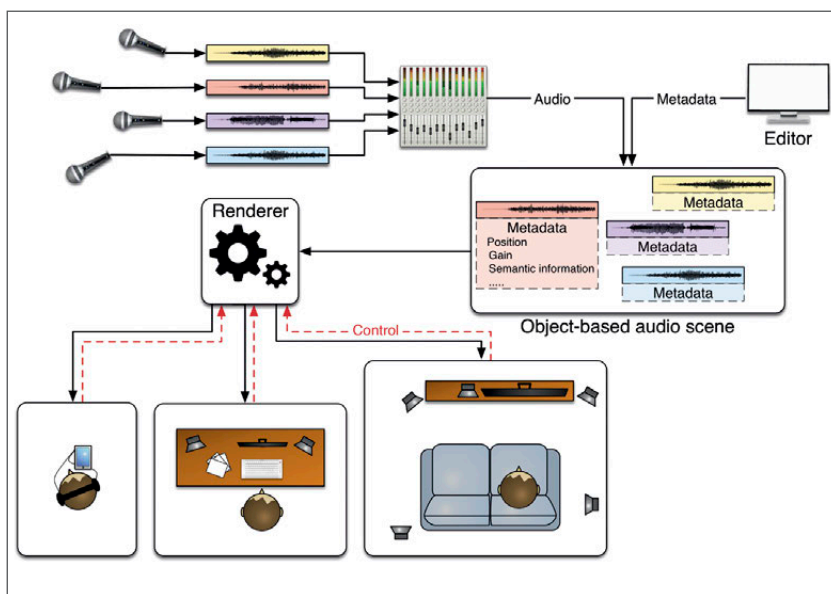 Audio
Metadata
Editor
Renderer
Metadata
Metadata
Position
Gain
Semantic information
.....
Metadata
Metadata
Object-based audio scene
Control